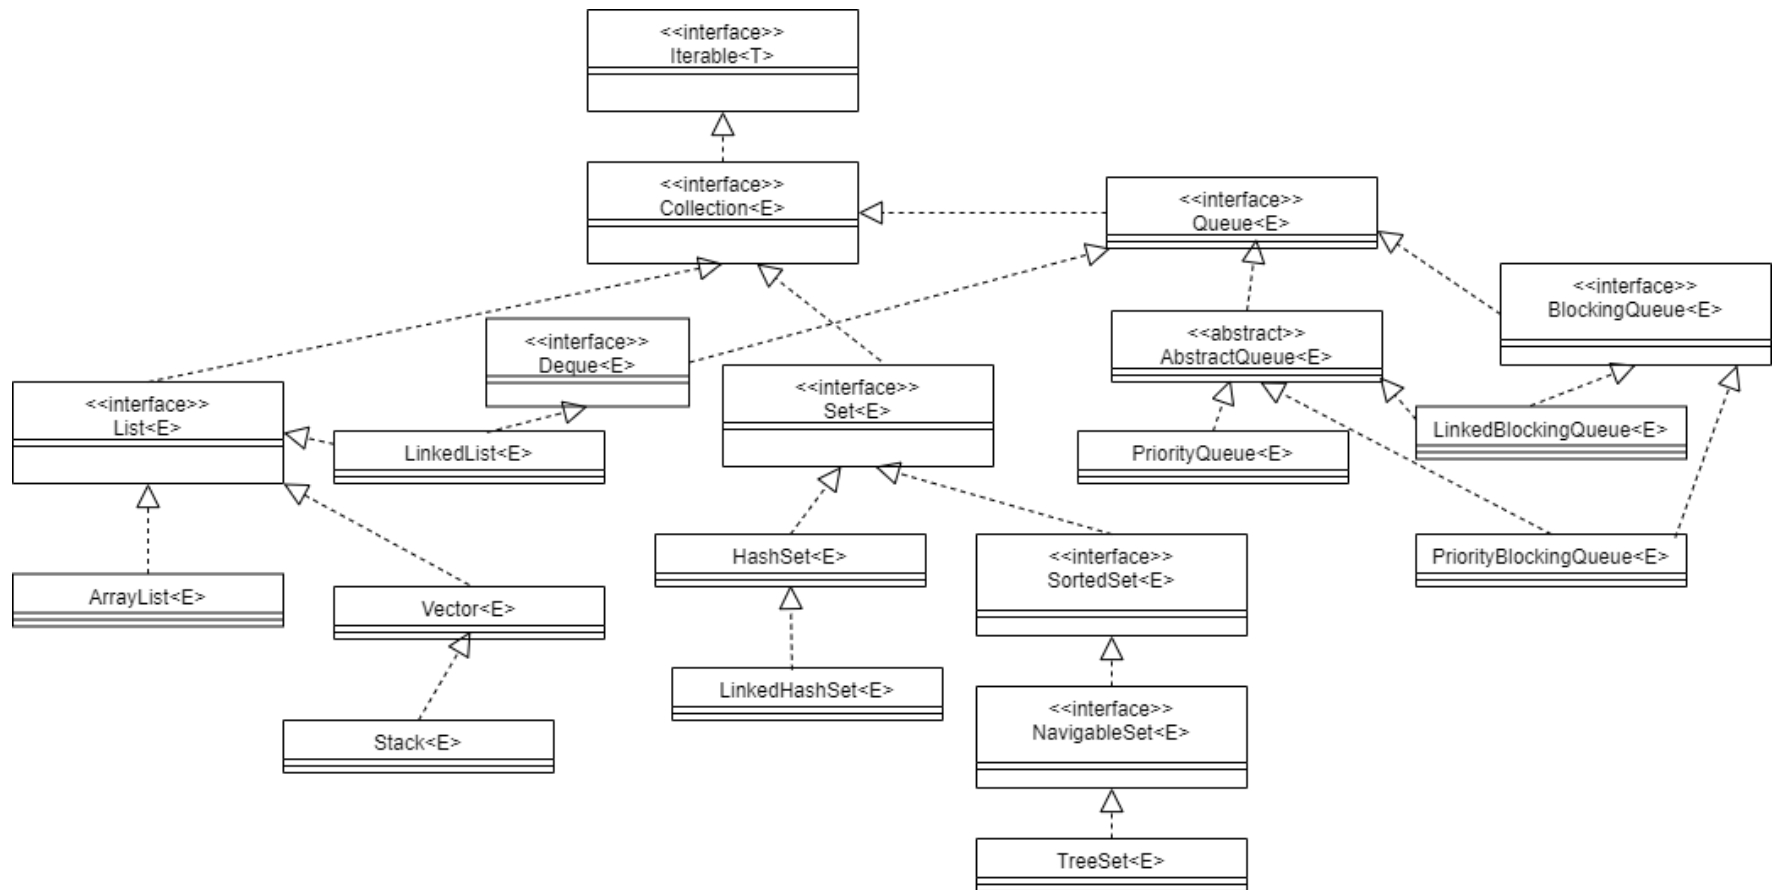 <<interface>>
Iterable<T>
<<interface>>
Collection<E>
<<interface>>
Queue<E>
<<interface>>
BlockingQueue<E>
<<interface>>
Deque<E>
<<abstract>>
AbstractQueue<E>
<<interface>>
Set<E>
<<interface>>
List<E>
LinkedList<E>
PriorityQueue<E>
LinkedBlockingQueue<E>
HashSet<E>
<<interface>>
SortedSet<E>
PriorityBlockingQueue<E>
ArrayList<E>
Vector<E>
LinkedHashSet<E>
<<interface>>
NavigableSet<E>
Stack<E>
TreeSet<E>